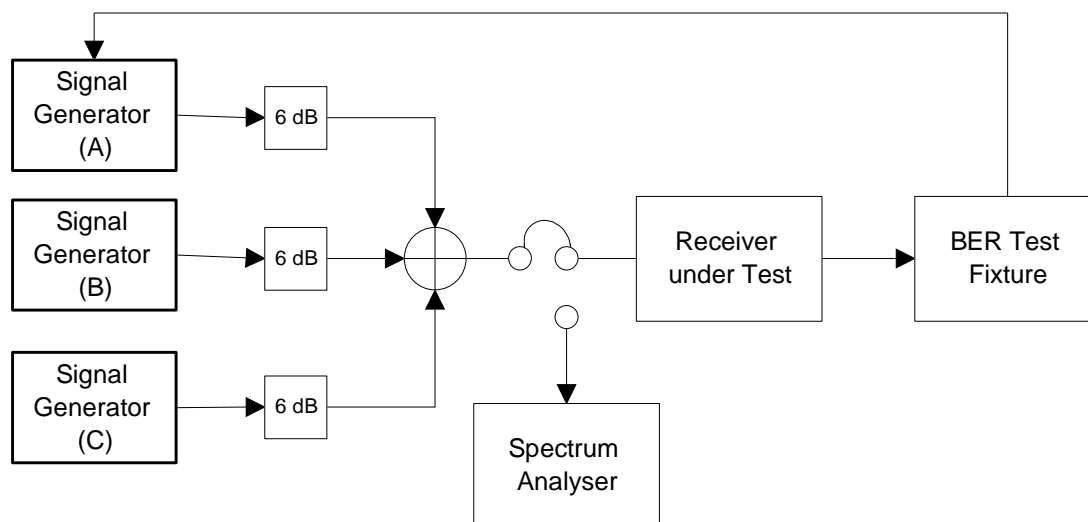 Signal
Generator
(A)
6 dB
Signal
Generator
(B)
6 dB
Receiver
under Test
BER Test
Fixture
Signal
Generator
(C)
6 dB
Spectrum
Analyser